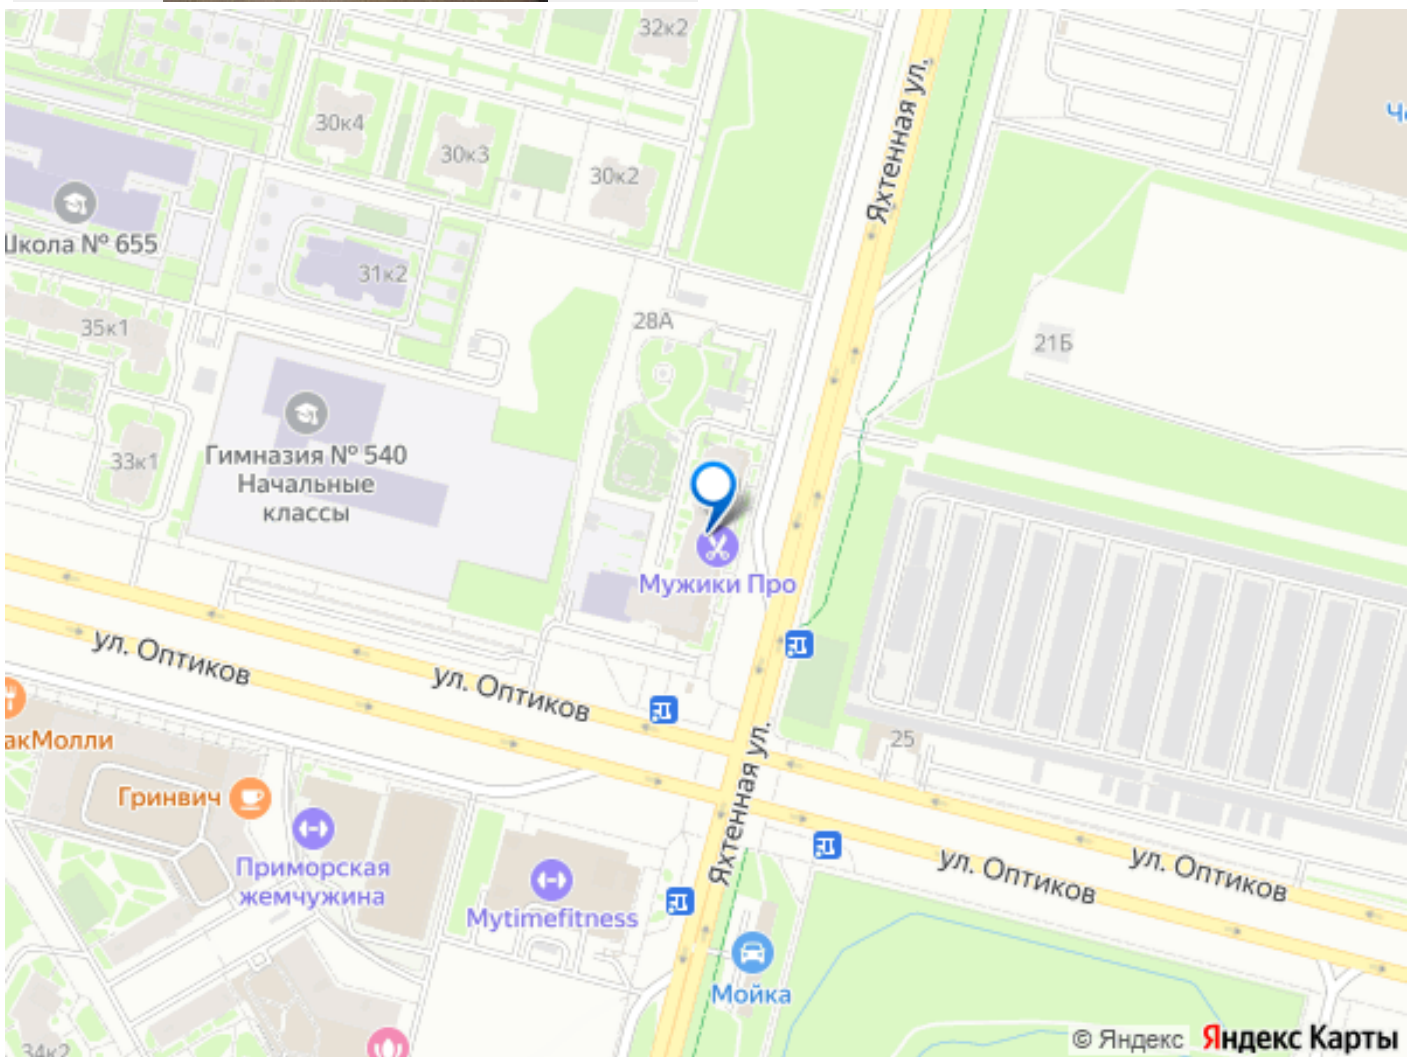 32к2
Яхтенная ул.
30к4
30к3
30к2
Школа № 655
31к2
28А
35к1
21Б
33к1
Гимназия № 540
Начальные
классы
Мужики Про
ул. Оптиков
ул. Оптиков
Яхтенная ул.
25
Гринвич
Приморская
жемчужина
Mytimefitness
ул. Оптиков
ул. Оптиков
Мойка
34к2
© Яндекс Яндекс Карты